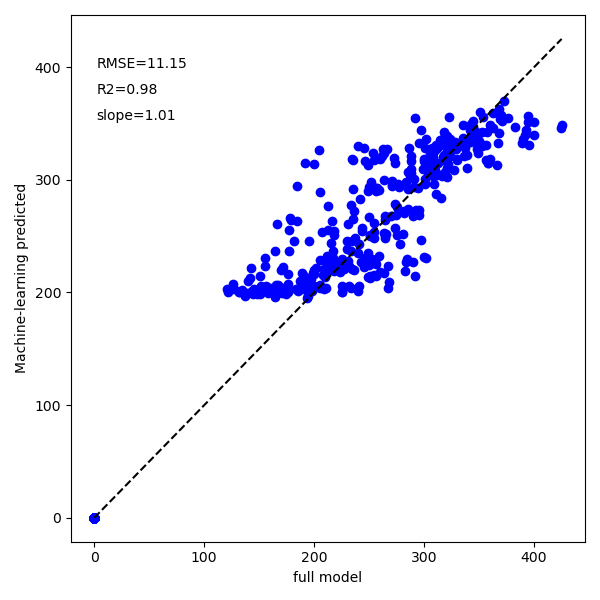 RMSE=11.15
R2=0.98
slope=1.01
Machine-learning predicted
400
300
200
100
0
0 100 200 300 400
full model